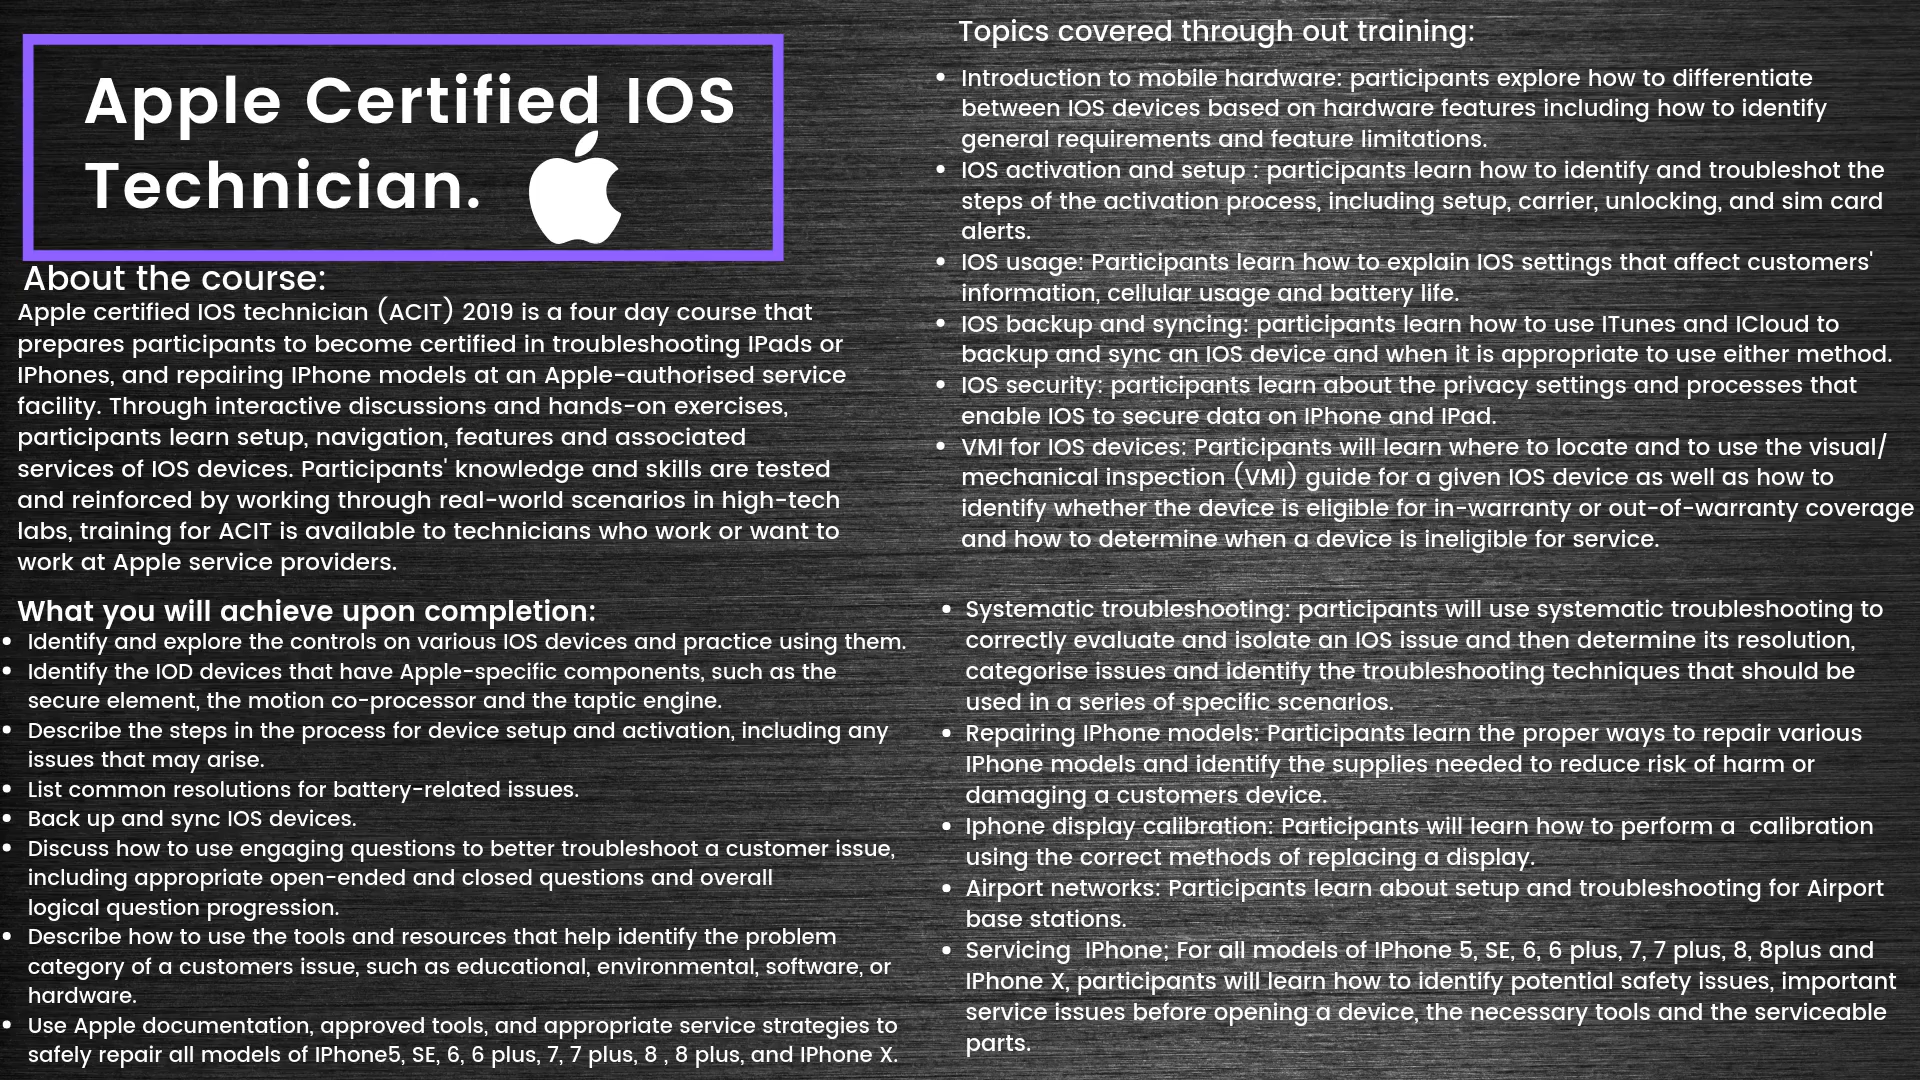 Apple Certified IOS
Technician.
About the course:
Apple certified IOS technician (ACIT) 2019 is a four day course that
prepares participants to become certified in troubleshooting IPads or
IPhones, and repairing IPhone models at an Apple-authorised service
facility. Through interactive discussions and hands-on exercises,
participants learn setup, navigation, features and associated
services of IOS devices. Participants' knowledge and skills are tested
and reinforced by working through real-world scenarios in high-tech
labs, training for ACIT is available to technicians who work or want to
work at Apple service providers.
What you will achieve upon completion:
• Identify and explore the controls on various IOS devices and practice using them.
• Identify the IOD devices that have Apple-specific components, such as the
secure element, the motion co-processor and the taptic engine.
• Describe the steps in the process for device setup and activation, including any
issues that may arise.
• List common resolutions for battery-related issues.
• Back up and sync IOS devices.
• Discuss how to use engaging questions to better troubleshoot a customer issue,
including appropriate open-ended and closed questions and overall
logical question progression.
• Describe how to use the tools and resources that help identify the problem
category of a customers issue, such as educational, environmental, software, or
hardware.
• Use Apple documentation, approved tools, and appropriate service strategies to
safely repair all models of IPhone5, SE, 6, 6 plus, 7, 7 plus, 8 , 8 plus, and IPhone X.
Topics covered through out training:
• Introduction to mobile hardware: participants explore how to differentiate
between IOS devices based on hardware features including how to identify
general requirements and feature limitations.
• IOS activation and setup : participants learn how to identify and troubleshot the
steps of the activation process, including setup, carrier, unlocking, and sim card
alerts.
• IOS usage: Participants learn how to explain IOS settings that affect customers'
information, cellular usage and battery life.
• IOS backup and syncing: participants learn how to use ITunes and ICloud to
backup and sync an IOS device and when it is appropriate to use either method.
• IOS security: participants learn about the privacy settings and processes that
enable IOS to secure data on IPhone and IPad.
• VMI for IOS devices: Participants will learn where to locate and to use the visual/
mechanical inspection (VMI) guide for a given IOS device as well as how to
identify whether the device is eligible for in-warranty or out-of-warranty coverage
and how to determine when a device is ineligible for service.
• Systematic troubleshooting: participants will use systematic troubleshooting to
correctly evaluate and isolate an IOS issue and then determine its resolution,
categorise issues and identify the troubleshooting techniques that should be
used in a series of specific scenarios.
• Repairing IPhone models: Participants learn the proper ways to repair various
IPhone models and identify the supplies needed to reduce risk of harm or
damaging a customers device.
• Iphone display calibration: Participants will learn how to perform a  calibration
using the correct methods of replacing a display.
• Airport networks: Participants learn about setup and troubleshooting for Airport
base stations.
• Servicing  IPhone; For all models of IPhone 5, SE, 6, 6 plus, 7, 7 plus, 8, 8plus and
IPhone X, participants will learn how to identify potential safety issues, important
service issues before opening a device, the necessary tools and the serviceable
parts.